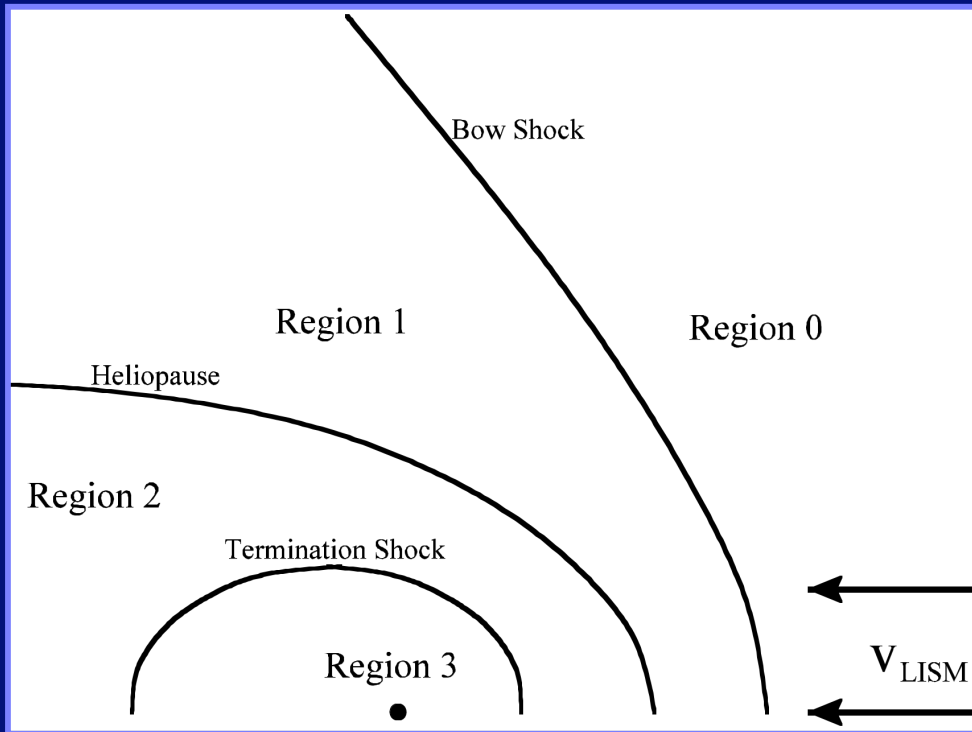 Bow Shock
Region 1
Region 0
Heliopause
Region 2
Termination Shock
Region 3
V_LISM